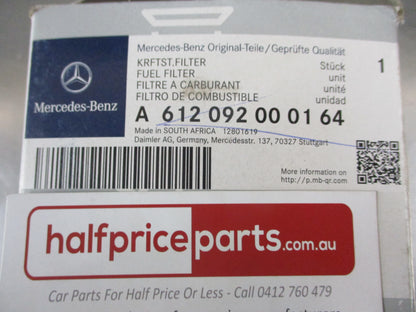 Mercedes-Benz Original-Teile/Geprüfte Qualität
KRFTST.FILTER
FUEL FILTER
FILTRE A CARBURANT
FILTRO DE COMBUSTIBLE
Stück
unit
unité
unidad
1
Mercedes-Benz
A 612 092 00 01 64
Made in SOUTH AFRICA 12801619
Daimler AG, Germany, Mercedesstr. 137, 70327 Stuttgart
More information on
http://p.mb-qr.com
halfpriceparts.com.au
Car Parts For Half Price Or Less - Call 0412 760 479